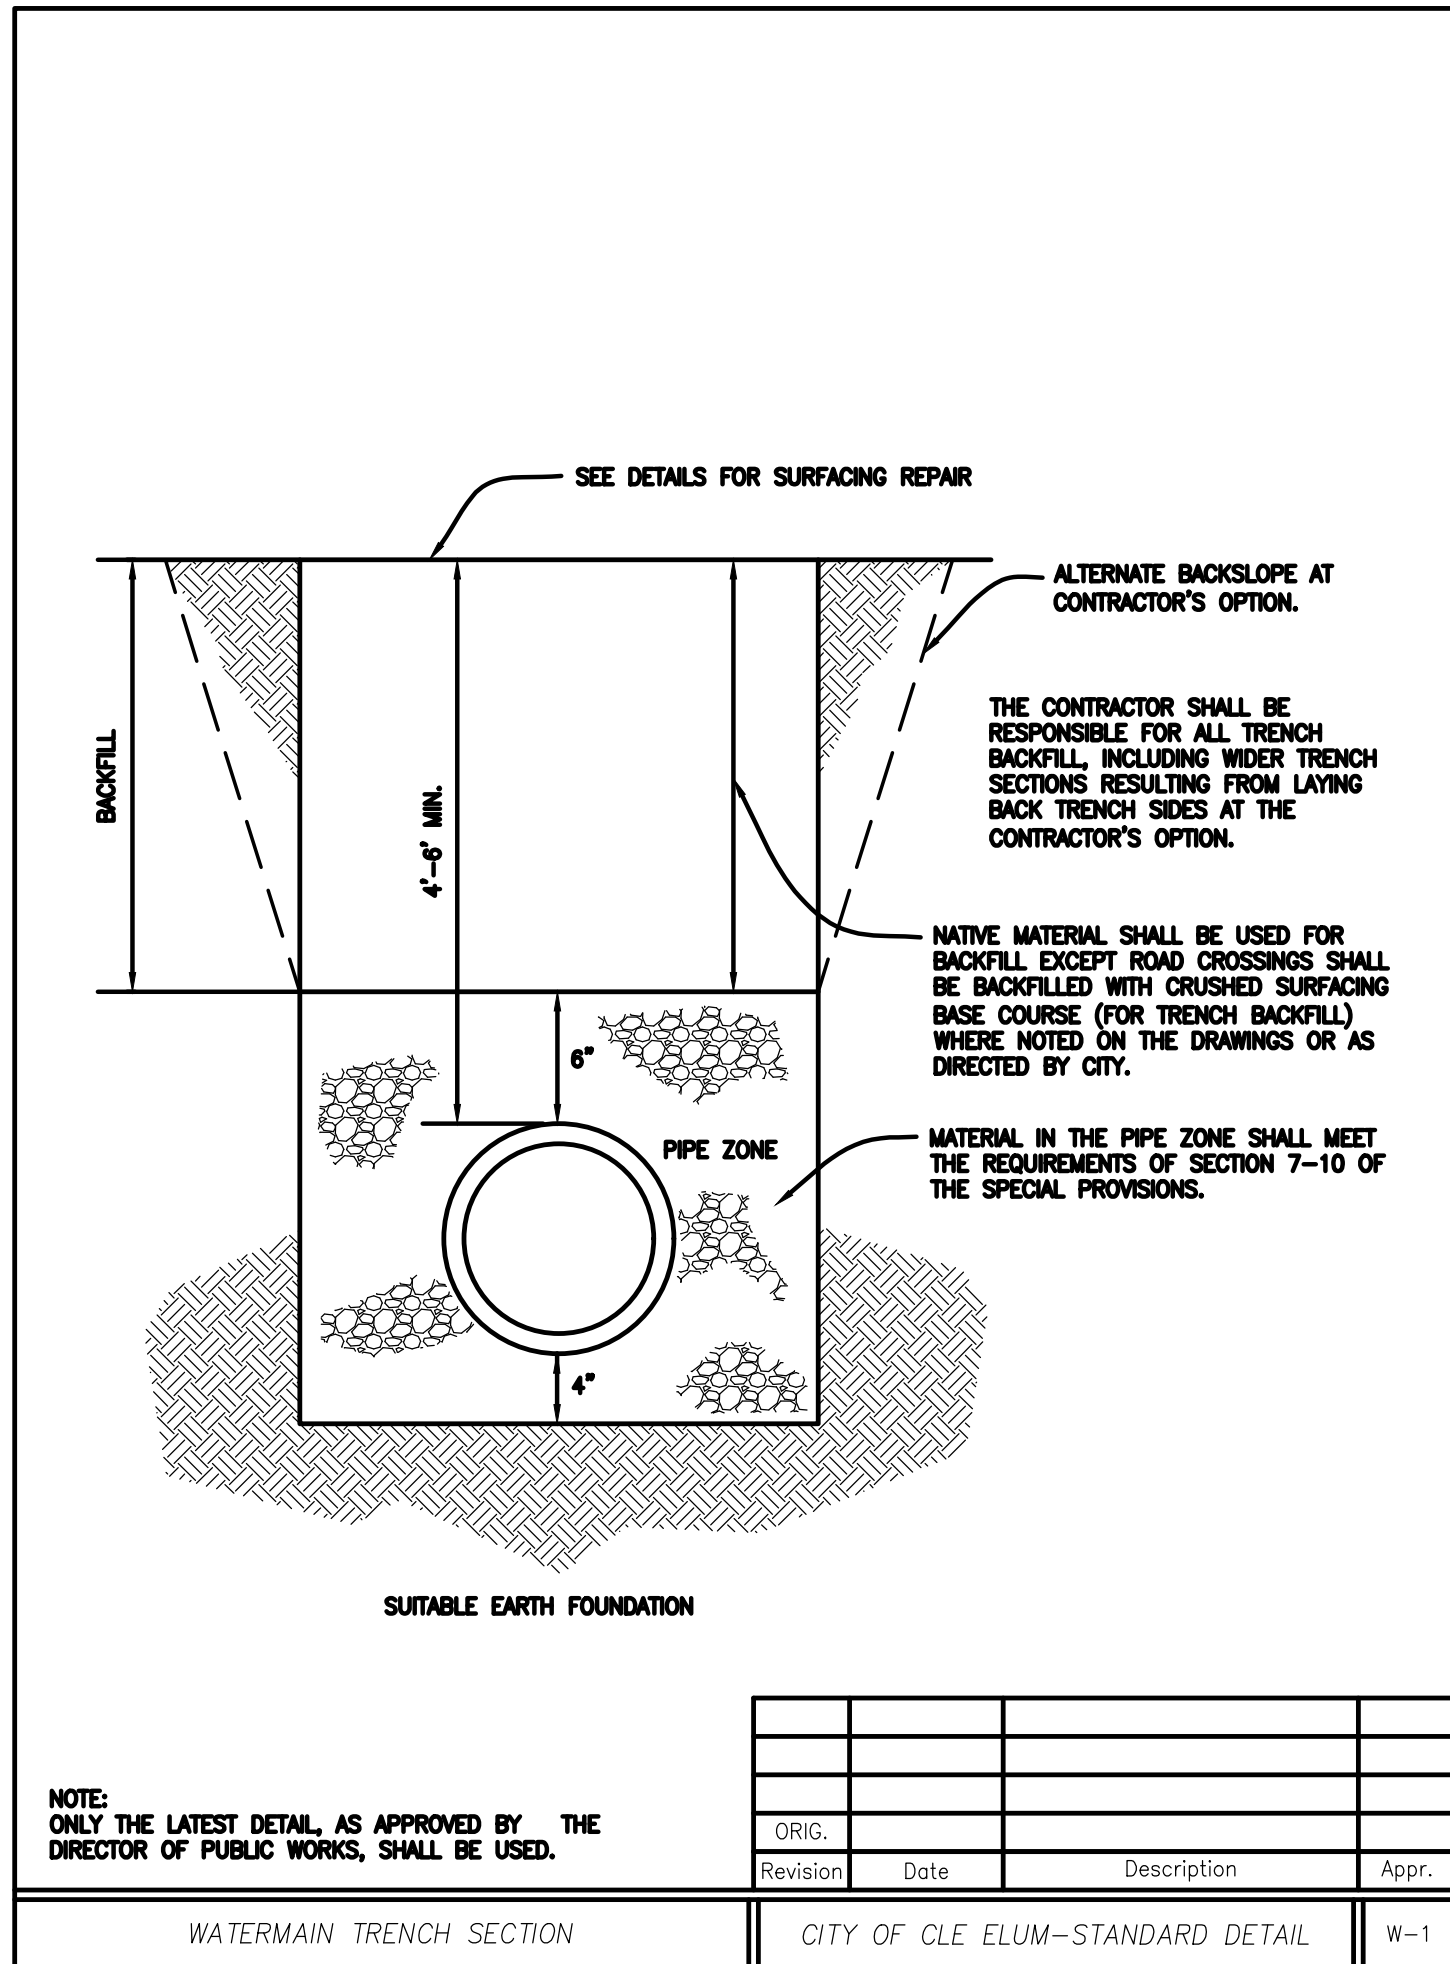 SEE DETAILS FOR SURFACING REPAIR
ALTERNATE BACKSLOPE AT
CONTRACTOR'S OPTION.
THE CONTRACTOR SHALL BE
RESPONSIBLE FOR ALL TRENCH
BACKFILL, INCLUDING WIDER TRENCH
SECTIONS RESULTING FROM LAYING
BACK TRENCH SIDES AT THE
CONTRACTOR'S OPTION.
BACKFILL
4'-6' MIN.
NATIVE MATERIAL SHALL BE USED FOR
BACKFILL EXCEPT ROAD CROSSINGS SHALL
BE BACKFILLED WITH CRUSHED SURFACING
BASE COURSE (FOR TRENCH BACKFILL)
WHERE NOTED ON THE DRAWINGS OR AS
DIRECTED BY CITY.
6"
PIPE ZONE
MATERIAL IN THE PIPE ZONE SHALL MEET
THE REQUIREMENTS OF SECTION 7-10 OF
THE SPECIAL PROVISIONS.
4"
SUITABLE EARTH FOUNDATION
NOTE:
ONLY THE LATEST DETAIL, AS APPROVED BY THE
DIRECTOR OF PUBLIC WORKS, SHALL BE USED.
ORIG.
Revision Date Description Appr.
WATERMAIN TRENCH SECTION
CITY OF CLE ELUM-STANDARD DETAIL
W-1